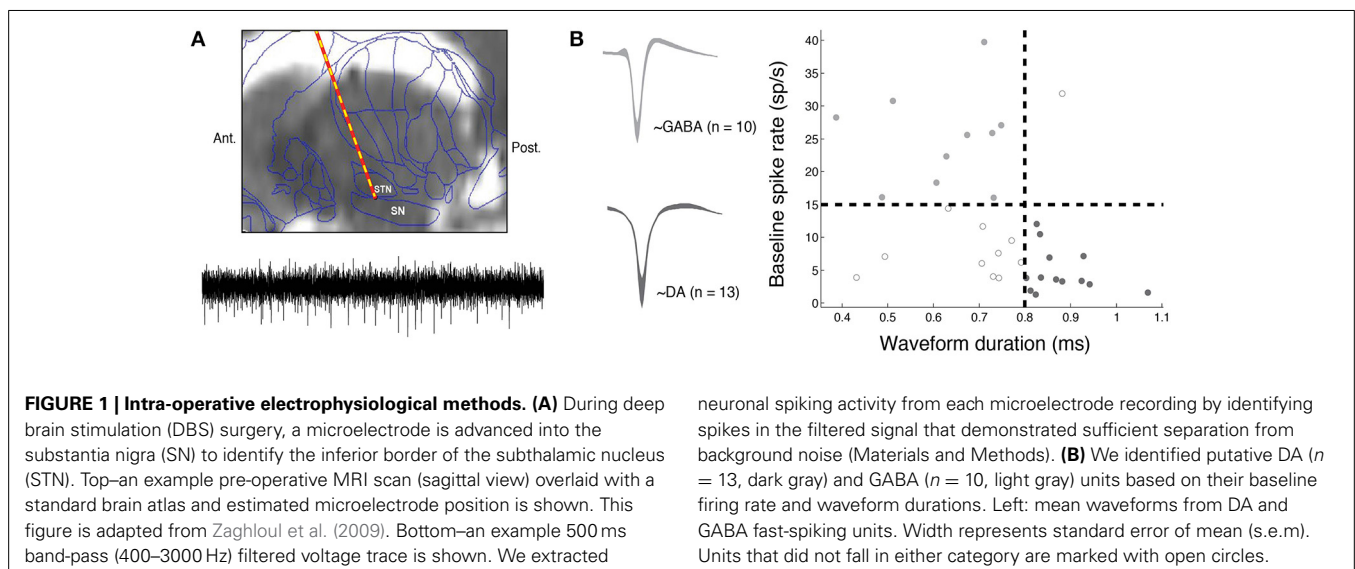 A
B
Ant.
Post.
STN
SN
~GABA (n = 10)
~DA (n = 13)
Baseline spike rate (sp/s)
40
35
30
25
20
15
10
5
0
0.4 0.5 0.6 0.7 0.8 0.9 1 1.1
Waveform duration (ms)
FIGURE 1 | Intra-operative electrophysiological methods. (A) During deep
brain stimulation (DBS) surgery, a microelectrode is advanced into the
substantia nigra (SN) to identify the inferior border of the subthalamic nucleus
(STN). Top–an example pre-operative MRI scan (sagittal view) overlaid with a
standard brain atlas and estimated microelectrode position is shown. This
figure is adapted from Zaghloul et al. (2009). Bottom–an example 500 ms
band-pass (400–3000 Hz) filtered voltage trace is shown. We extracted
neuronal spiking activity from each microelectrode recording by identifying
spikes in the filtered signal that demonstrated sufficient separation from
background noise (Materials and Methods). (B) We identified putative DA (n
= 13, dark gray) and GABA (n = 10, light gray) units based on their baseline
firing rate and waveform durations. Left: mean waveforms from DA and
GABA fast-spiking units. Width represents standard error of mean (s.e.m).
Units that did not fall in either category are marked with open circles.